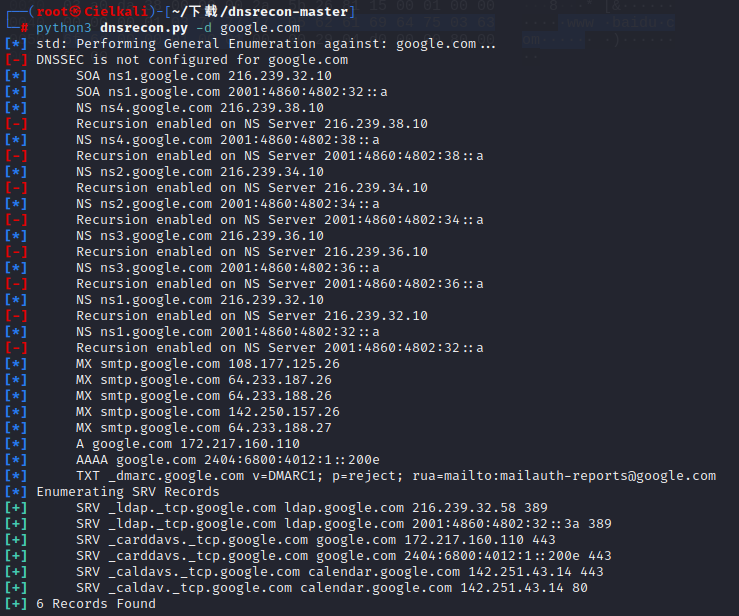 ┌──(root㉿Cielkali)-[~/下载/dnsrecon-master]
└─# python3 dnsrecon.py -d google.com
[*] std: Performing General Enumeration against: google.com...
[-] DNSSEC is not configured for google.com
[*]      SOA ns1.google.com 216.239.32.10
[*]      SOA ns1.google.com 2001:4860:4802:32::a
[*]      NS ns4.google.com 216.239.38.10
[-]      Recursion enabled on NS Server 216.239.38.10
[*]      NS ns4.google.com 2001:4860:4802:38::a
[-]      Recursion enabled on NS Server 2001:4860:4802:38::a
[*]      NS ns2.google.com 216.239.34.10
[-]      Recursion enabled on NS Server 216.239.34.10
[*]      NS ns2.google.com 2001:4860:4802:34::a
[-]      Recursion enabled on NS Server 2001:4860:4802:34::a
[*]      NS ns3.google.com 216.239.36.10
[-]      Recursion enabled on NS Server 216.239.36.10
[*]      NS ns3.google.com 2001:4860:4802:36::a
[-]      Recursion enabled on NS Server 2001:4860:4802:36::a
[*]      NS ns1.google.com 216.239.32.10
[-]      Recursion enabled on NS Server 216.239.32.10
[*]      NS ns1.google.com 2001:4860:4802:32::a
[-]      Recursion enabled on NS Server 2001:4860:4802:32::a
[*]      MX smtp.google.com 108.177.125.26
[*]      MX smtp.google.com 64.233.187.26
[*]      MX smtp.google.com 64.233.188.26
[*]      MX smtp.google.com 142.250.157.26
[*]      MX smtp.google.com 64.233.188.27
[*]      A google.com 172.217.160.110
[*]      AAAA google.com 2404:6800:4012:1::200e
[*]      TXT _dmarc.google.com v=DMARC1; p=reject; rua=mailto:mailauth-reports@google.com
[*] Enumerating SRV Records
[+]      SRV _ldap._tcp.google.com ldap.google.com 216.239.32.58 389
[+]      SRV _ldap._tcp.google.com ldap.google.com 2001:4860:4802:32::3a 389
[+]      SRV _carddavs._tcp.google.com google.com 172.217.160.110 443
[+]      SRV _carddavs._tcp.google.com google.com 2404:6800:4012:1::200e 443
[+]      SRV _caldavs._tcp.google.com calendar.google.com 142.251.43.14 443
[+]      SRV _caldav._tcp.google.com calendar.google.com 142.251.43.14 80
[+] 6 Records Found